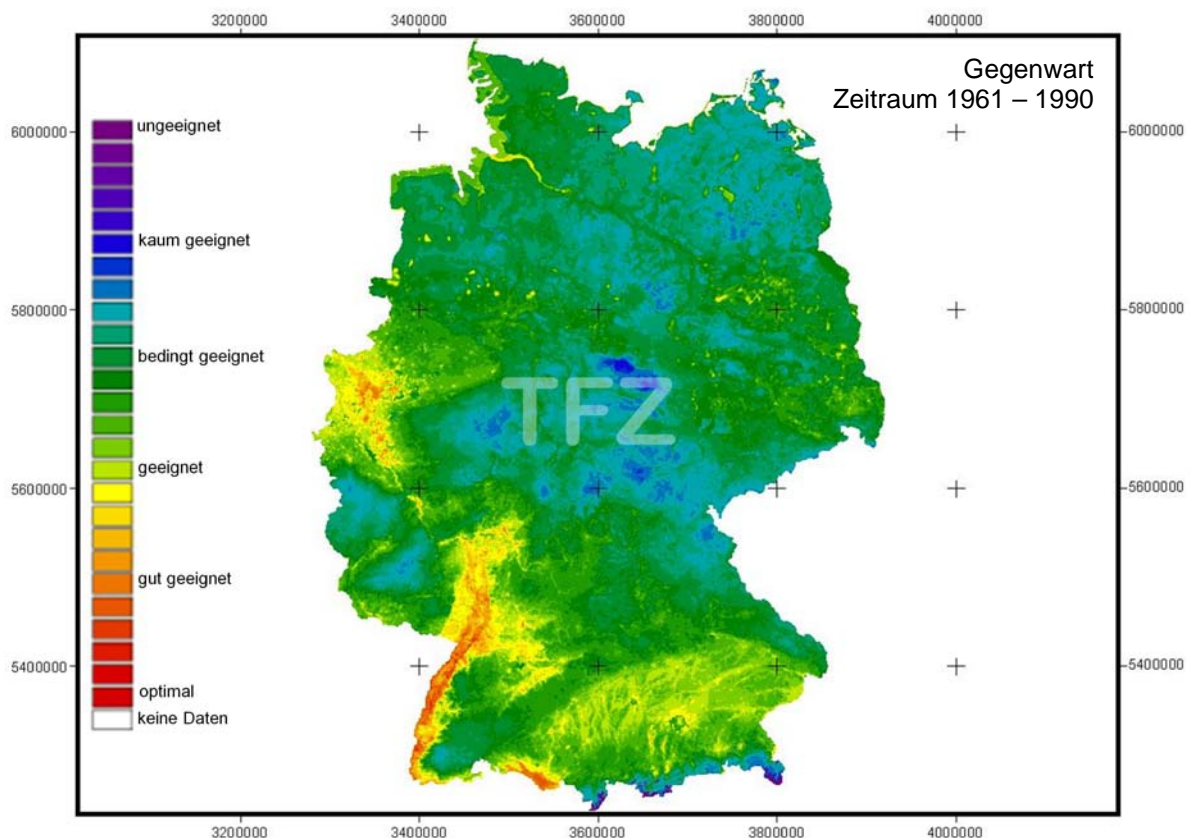 3200000 3400000 3600000 3800000 4000000
Gegenwart
Zeitraum 1961 – 1990
6000000
6000000
5800000
5800000
5600000
5600000
5400000
5400000
ungeeignet
kaum geeignet
bedingt geeignet
geeignet
gut geeignet
optimal
keine Daten
TFZ
3200000 3400000 3600000 3800000 4000000